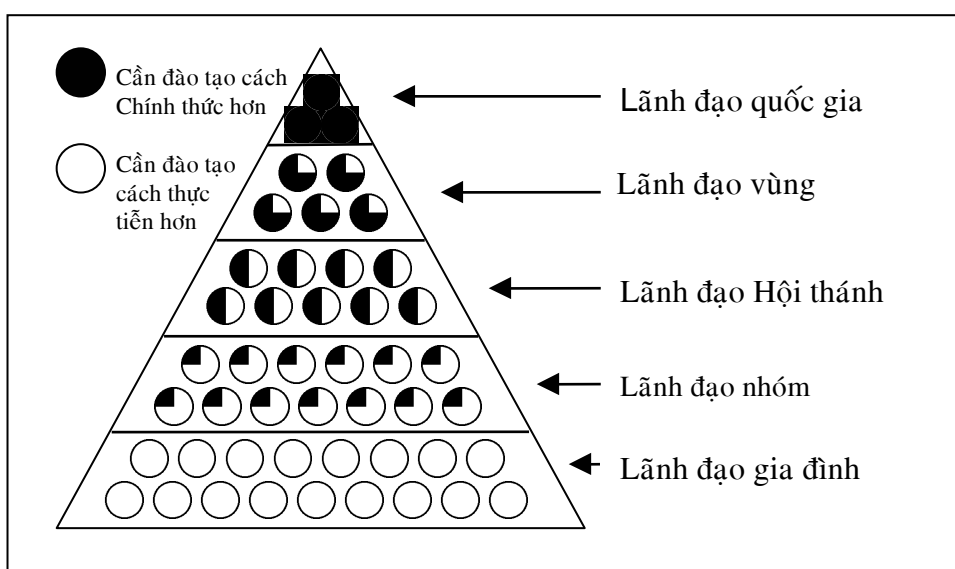 Cần đào tạo cách
Chính thức hơn
Cần đào tạo
cách thực
tiễn hơn
Lãnh đạo quốc gia
Lãnh đạo vùng
Lãnh đạo Hội thánh
Lãnh đạo nhóm
Lãnh đạo gia đình